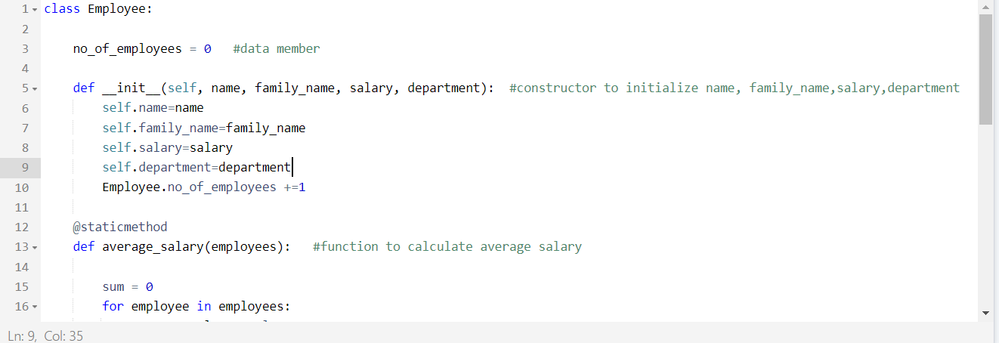 1 class Employee:
2
3 no_of_employees = 0 #data member
4
5 def __init__(self, name, family_name, salary, department): #constructor to initialize name, family_name,salary,department
6 self.name=name
7 self.family_name=family_name
8 self.salary=salary
9 self.department=department
10 Employee.no_of_employees +=1
11
12 @staticmethod
13 def average_salary(employees): #function to calculate average salary
14
15 sum = 0
16 for employee in employees:
Ln: 9, Col: 35